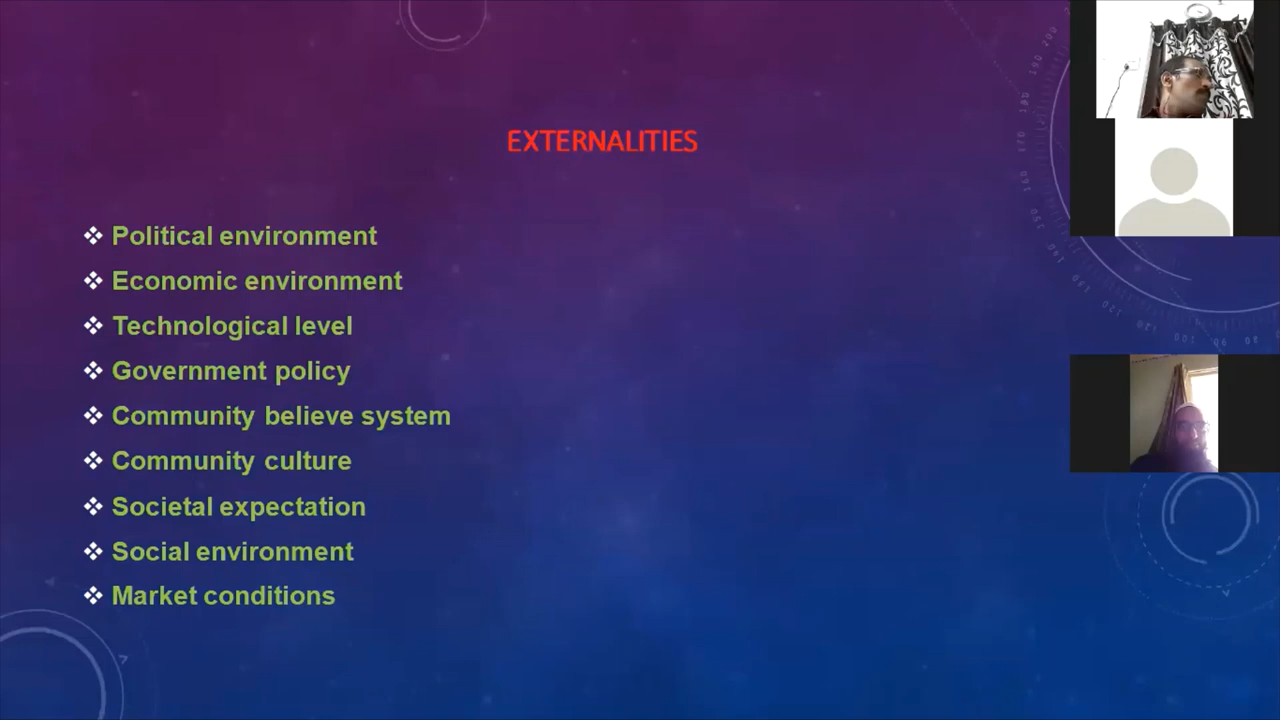 EXTERNALITIES
❖ Political environment
❖ Economic environment
❖ Technological level
❖ Government policy
❖ Community believe system
❖ Community culture
❖ Societal expectation
❖ Social environment
❖ Market conditions